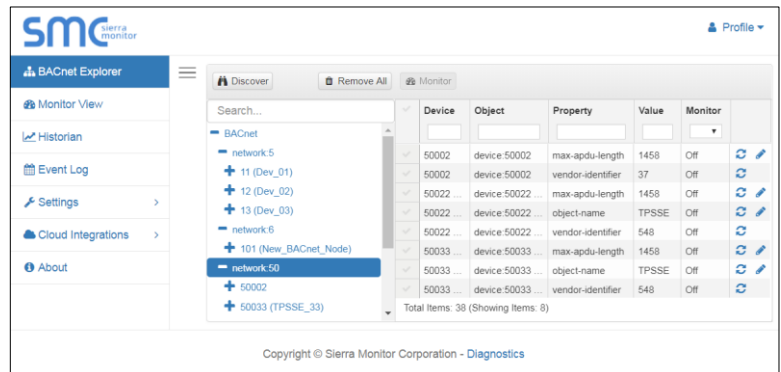 SMC sierra monitor
Profile
BACnet Explorer
Monitor View
Historian
Event Log
Settings
Cloud Integrations
About
Discover Remove All Monitor
Search...
BACnet
network:5
11 (Dev_01)
12 (Dev_02)
13 (Dev_03)
network:6
101 (New_BACnet_Node)
network:50
50002
50033 (TPSSE_33)
Device Object Property Value Monitor
50002 device:50002 max-apdu-length 1458 Off
50002 device:50002 vendor-identifier 37 Off
50022 ... device:50022 ... max-apdu-length 1458 Off
50022 ... device:50022 ... object-name TPSSE Off
50022 ... device:50022 ... vendor-identifier 548 Off
50033 ... device:50033 ... max-apdu-length 1458 Off
50033 ... device:50033 ... object-name TPSSE Off
50033 ... device:50033 ... vendor-identifier 548 Off
Total Items: 38 (Showing Items: 8)
Copyright © Sierra Monitor Corporation - Diagnostics